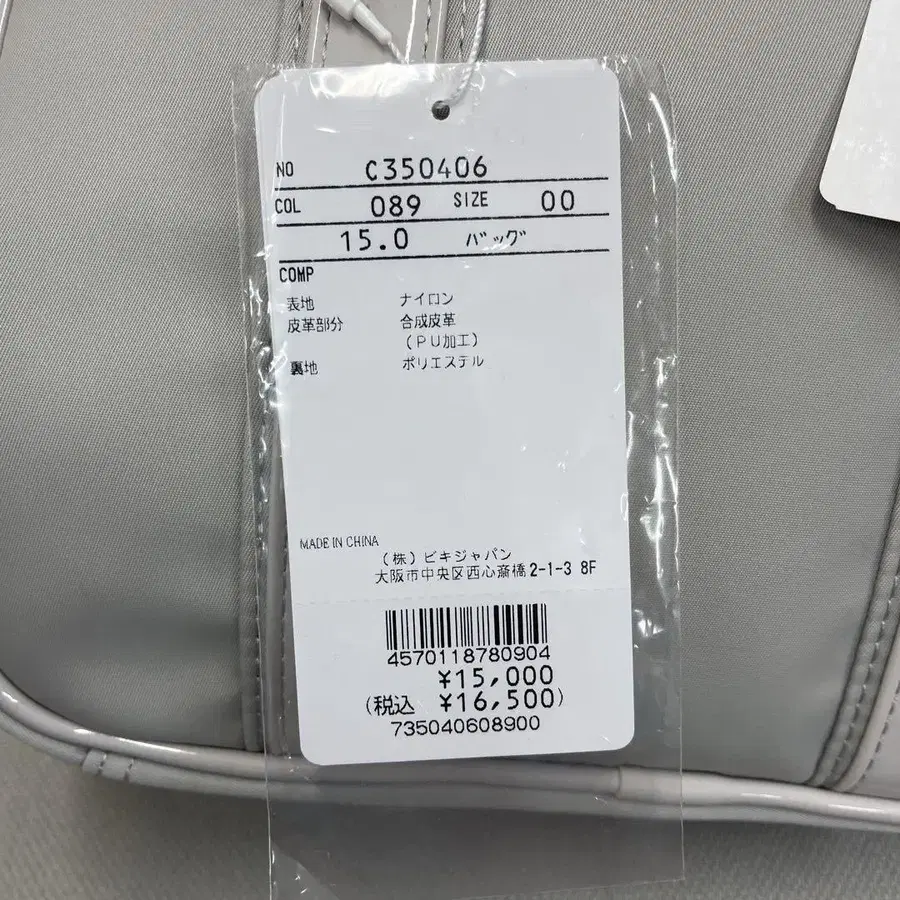 NO C350406
COL 089 SIZE 00
15.0 バッグ
COMP
表地 ナイロン
皮革部分 合成皮革
(PU加工)
裏地 ポリエステル
MADE IN CHINA
(株)ビキジャパン
大阪市中央区西心斎橋2-1-3 8F
4570118780904
¥15,000
(税込 ¥16,500)
735040608900